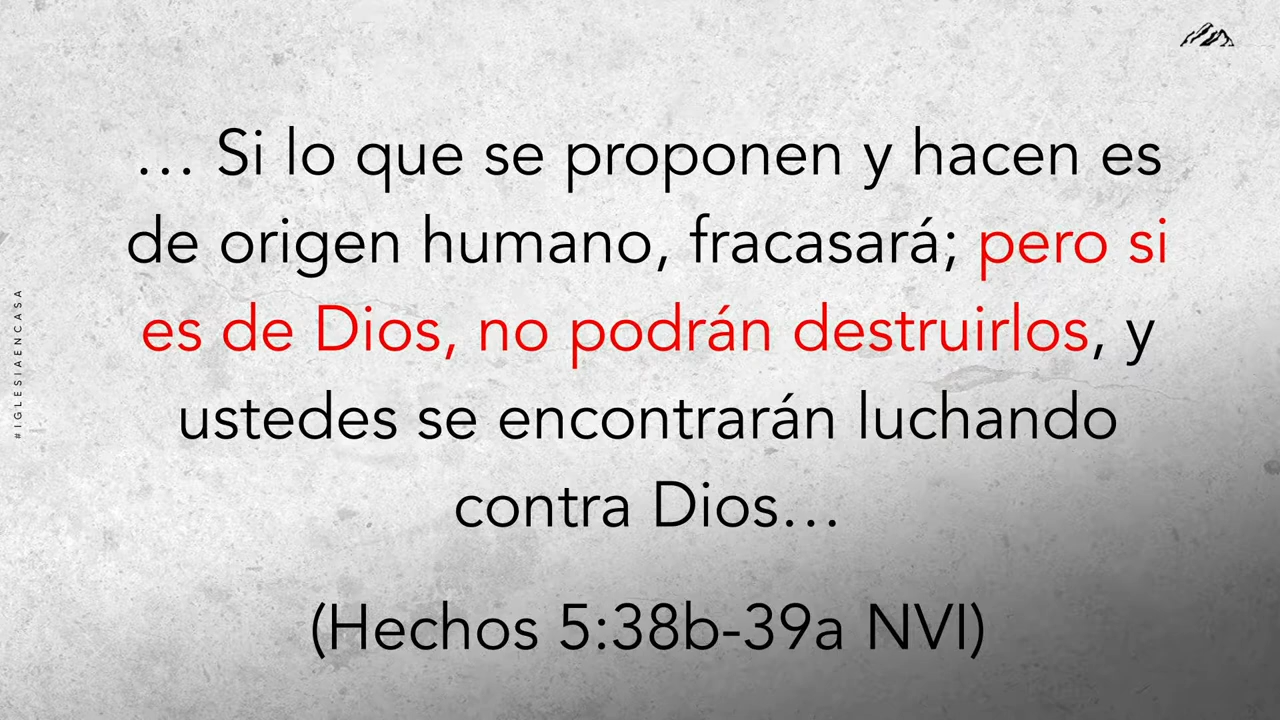 … Si lo que se proponen y hacen es
de origen humano, fracasará; pero si
es de Dios, no podrán destruirlos, y
ustedes se encontrarán luchando
contra Dios…
(Hechos 5:38b-39a NVI)
#IGLESIAENCASA